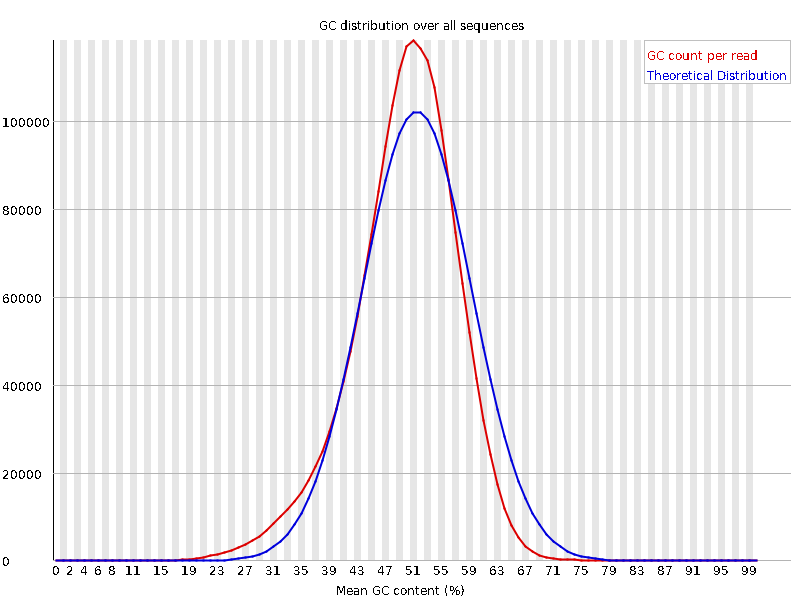 GC distribution over all sequences
GC count per read
Theoretical Distribution
100000
80000
60000
40000
20000
0
0 2 4 6 8 11 15 19 23 27 31 35 39 43 47 51 55 59 63 67 71 75 79 83 87 91 95 99
Mean GC content (%)